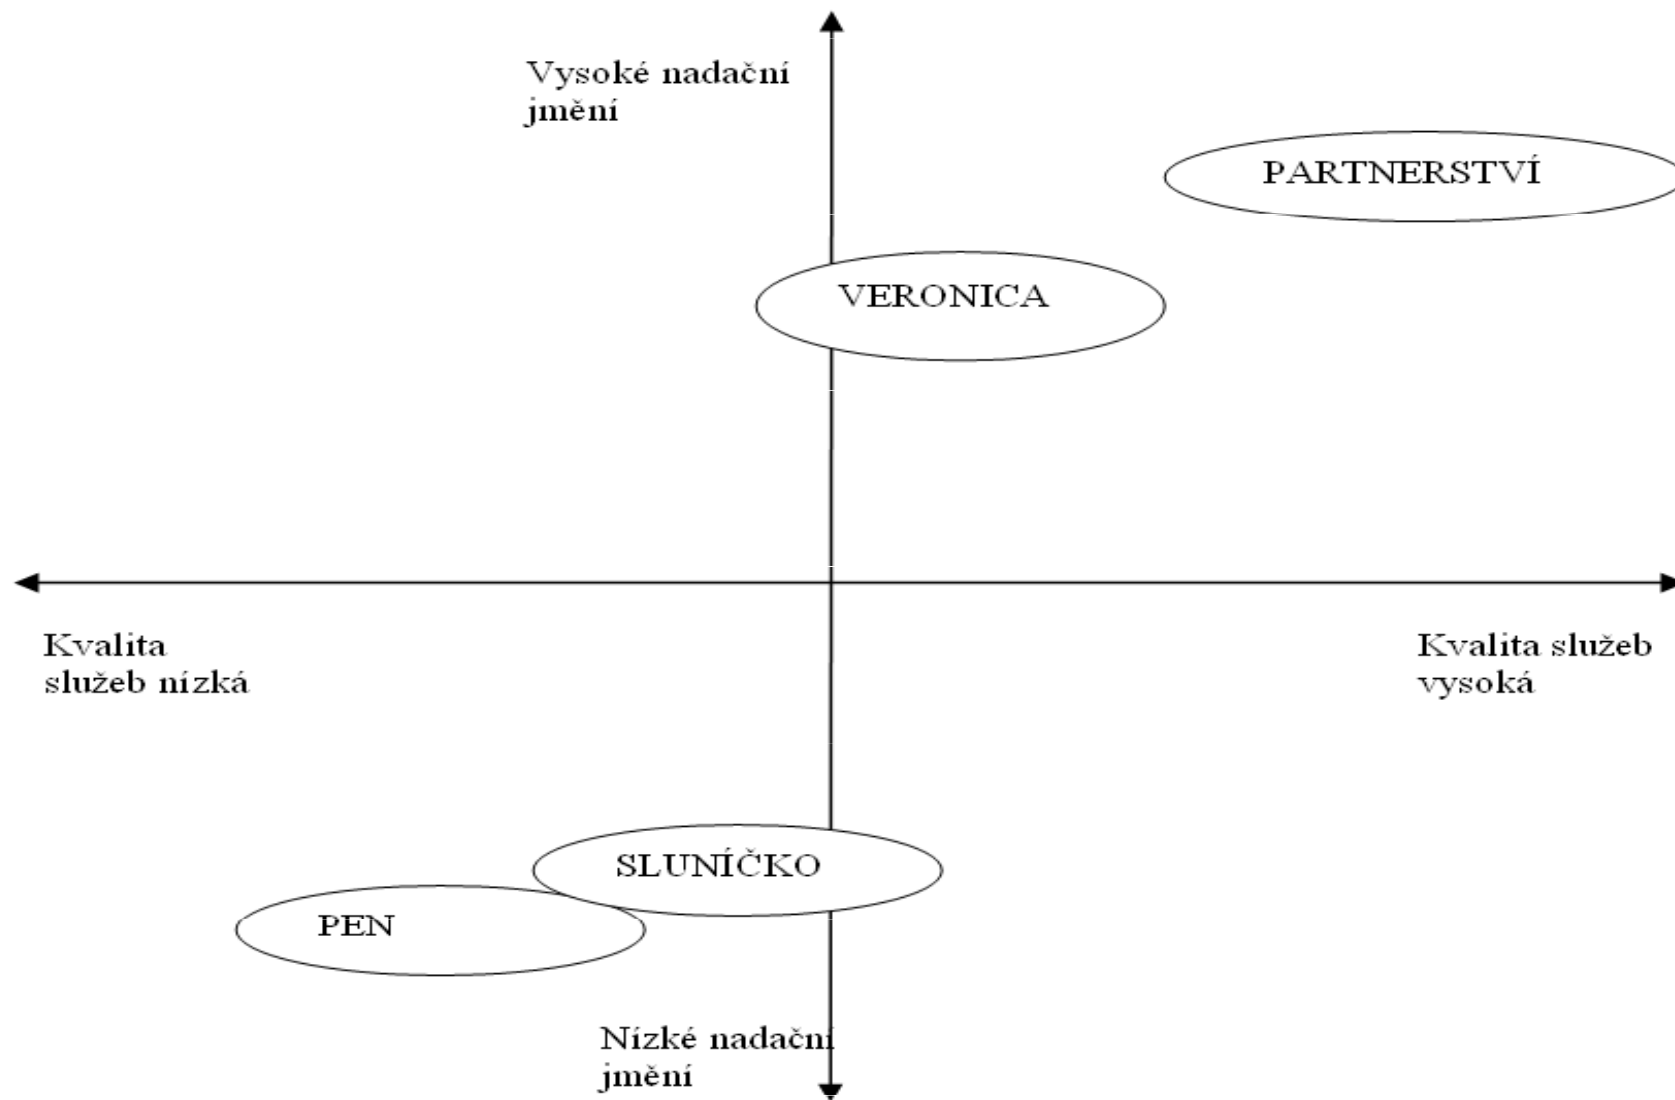 Vysoké nadační
jmění
PARTNERSTVÍ
VERONICA
Kvalita
služeb nízká
Kvalita služeb
vysoká
SLUNÍČKO
PEN
Nízké nadační
jmění